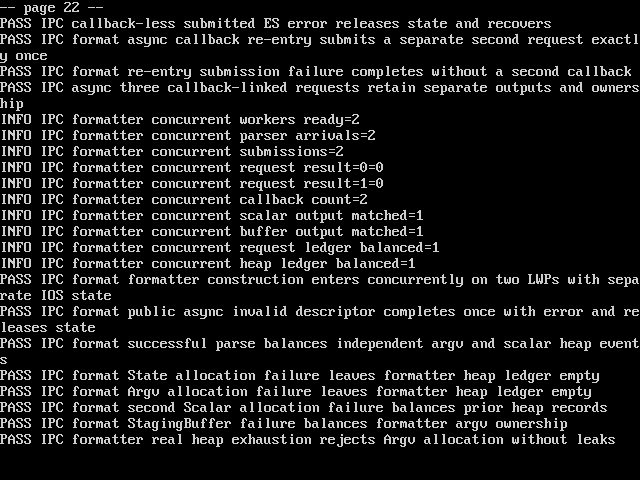 -- page 22 --
PASS IPC callback-less submitted ES error releases state and recovers
PASS IPC format async callback re-entry submits a separate second request exactl
y once
PASS IPC format re-entry submission failure completes without a second callback
PASS IPC async three callback-linked requests retain separate outputs and owners
hip
INFO IPC formatter concurrent workers ready=2
INFO IPC formatter concurrent parser arrivals=2
INFO IPC formatter concurrent submissions=2
INFO IPC formatter concurrent request result=0=0
INFO IPC formatter concurrent request result=1=0
INFO IPC formatter concurrent callback count=2
INFO IPC formatter concurrent scalar output matched=1
INFO IPC formatter concurrent buffer output matched=1
INFO IPC formatter concurrent request ledger balanced=1
INFO IPC formatter concurrent heap ledger balanced=1
PASS IPC format formatter construction enters concurrently on two LWPs with sepa
rate IOS state
PASS IPC format public async invalid descriptor completes once with error and re
leases state
PASS IPC format successful parse balances independent argv and scalar heap event
s
PASS IPC format State allocation failure leaves formatter heap ledger empty
PASS IPC format Argv allocation failure leaves formatter heap ledger empty
PASS IPC format second Scalar allocation failure balances prior heap records
PASS IPC format StagingBuffer failure balances formatter argv ownership
PASS IPC formatter real heap exhaustion rejects Argv allocation without leaks